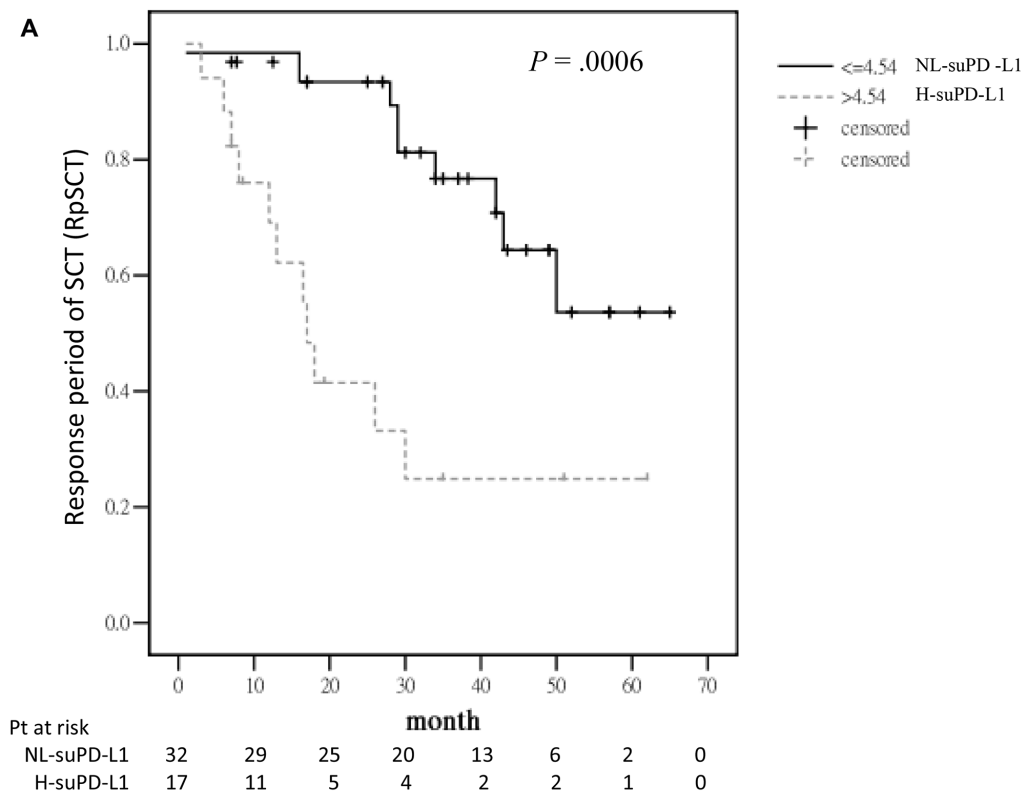 A
P = .0006
<=4.54 NL-suPD -L1
>4.54 H-suPD-L1
censored
censored
Response period of SCT (RpSCT)
1.0
0.8
0.6
0.4
0.2
0.0
0 10 20 30 40 50 60 70
month
Pt at risk
NL-suPD-L1 32 29 25 20 13 6 2 0
H-suPD-L1 17 11 5 4 2 2 1 0